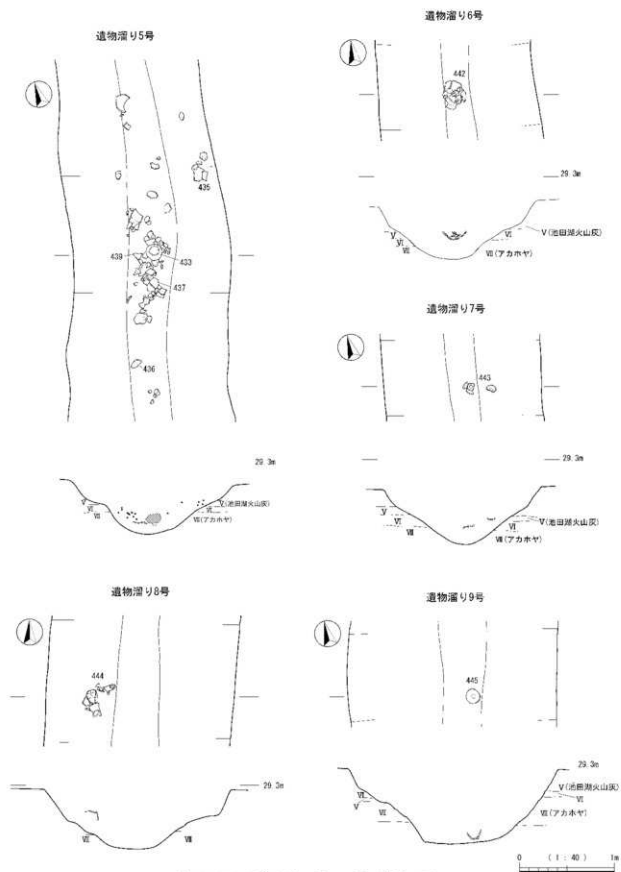 遺物溜り5号
435
439
433
437
436
29.3m
Ⅴ
Ⅵ
Ⅶ
Ⅴ(池田湖火山灰)
Ⅵ
Ⅶ(アカホヤ)
遺物溜り6号
442
29.3m
Ⅴ
Ⅵ
Ⅶ
Ⅵ
Ⅴ(池田湖火山灰)
Ⅶ(アカホヤ)
遺物溜り7号
443
29.3m
Ⅴ
Ⅵ
Ⅶ
Ⅴ(池田湖火山灰)
Ⅵ
Ⅶ(アカホヤ)
遺物溜り8号
444
29.3m
Ⅶ
Ⅶ
遺物溜り9号
445
29.3m
Ⅵ
Ⅴ
Ⅵ
Ⅴ(池田湖火山灰)
Ⅵ
Ⅶ(アカホヤ)
0 (1:40) 1m